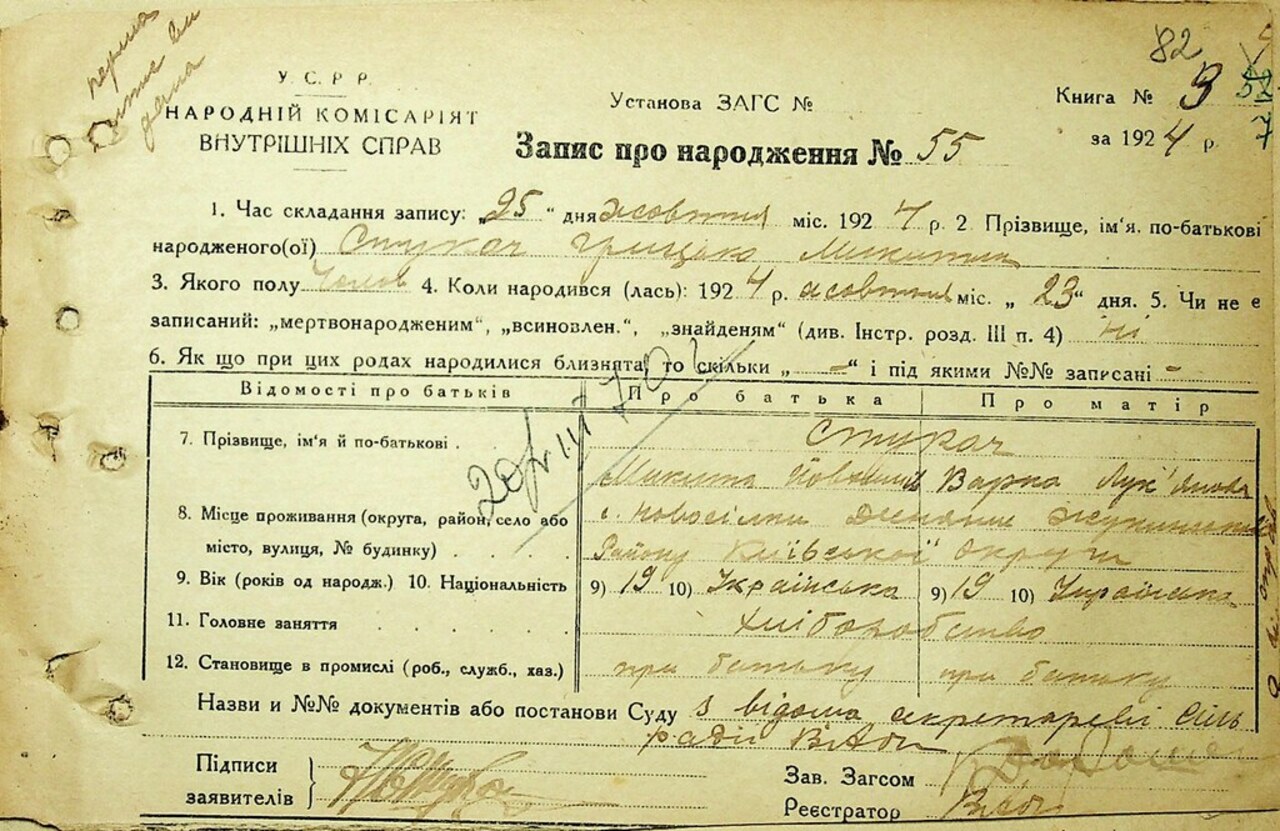 82
У. С. Р. Р.
НАРОДНІЙ КОМІСАРІЯТ
ВНУТРІШНІХ СПРАВ
Установа ЗАГС №
Книга № 3
за 1924 р.
Запис про народження № 55
1. Час складання запису: „25“ дня жовтня міс. 1924 р. 2 Прізвище, ім‘я. по-батькові
народженого(ої) Стукач Грицько Микитин
3. Якого полу Чолов 4. Коли народився (лась): 1924 р. жовтня міс. „23“ дня. 5. Чи не є
записаний: „мертвонародженим“, „всиновлен.“, „знайденям“ (див. Інстр. розд. III п. 4) ні
6. Як що при цих родах народилися близнята, то скільки „ – “ і під якими №№ записані -
Відомості про батьків Про батька Про матір
7. Прізвище, ім‘я й по-батькові . Стукач
Микита Варка Лук‘янова
8. Місце проживання (округа, район, село або с. Новосілки
місто, вулиця, № будинку) . . . . Району Київської округи
9. Вік (років од народж.) 10. Національність 9) 19 10) Українська 9) 19 10) Українська
11. Головне заняття . . . . . . Хліборобство
12. Становище в промислі (роб., служб., хаз.) при батьку при батьку
Назви и №№ документів або постанови Суду з відома секретареві Сіль
ради
Підписи
заявителів
Зав. Загсом
Реєстратор